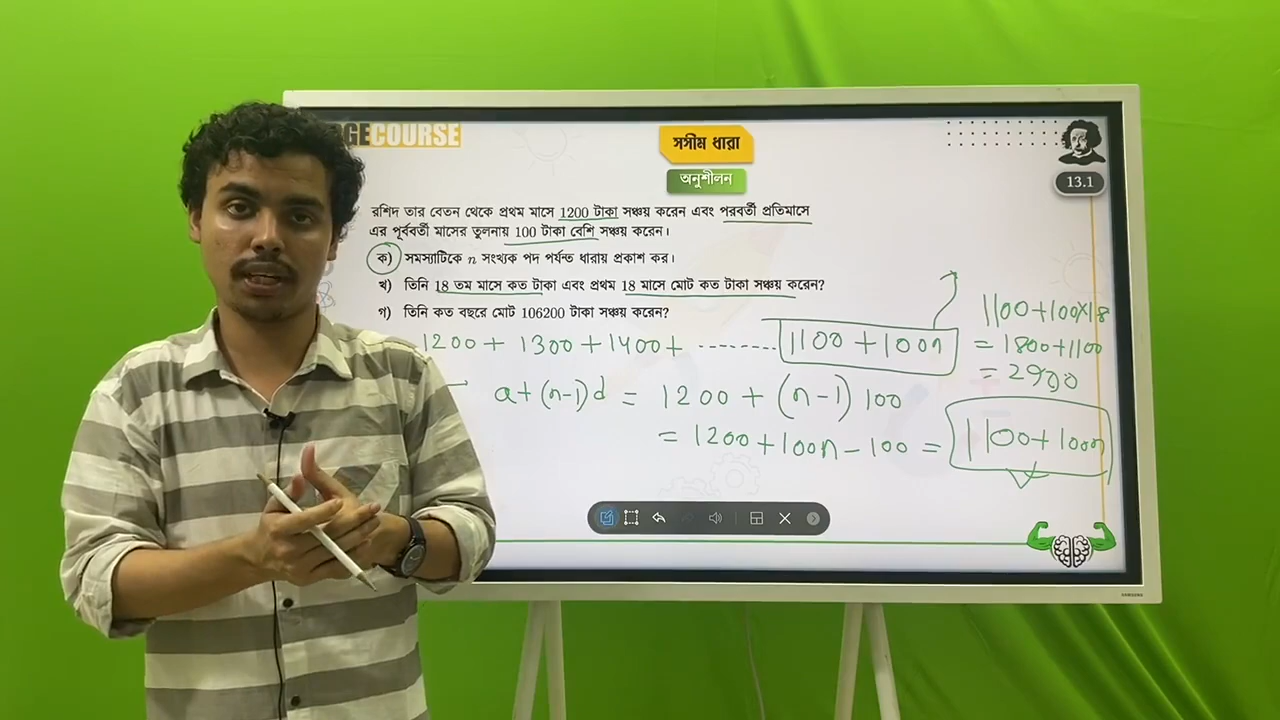 GECOURSE
সসীম ধারা
অনুশীলন
13.1
রশিদ তার বেতন থেকে প্রথম মাসে 1200 টাকা সঞ্চয় করেন এবং পরবর্তী প্রতিমাসে
এর পূর্ববর্তী মাসের তুলনায় 100 টাকা বেশি সঞ্চয় করেন।
ক) সমস্যাটিকে n সংখ্যক পদ পর্যন্ত ধারায় প্রকাশ কর।
খ) তিনি 18 তম মাসে কত টাকা এবং প্রথম 18 মাসে মোট কত টাকা সঞ্চয় করেন?
গ) তিনি কত বছরে মোট 106200 টাকা সঞ্চয় করেন?
1200 + 1300 + 1400 + -------- 1100 + 100n
1100 + 100×18
= 1800 + 1100
= 2900
a + (n-1)d = 1200 + (n-1) 100
= 1200 + 100n - 100 = 1100 + 100n
SAMSUNG